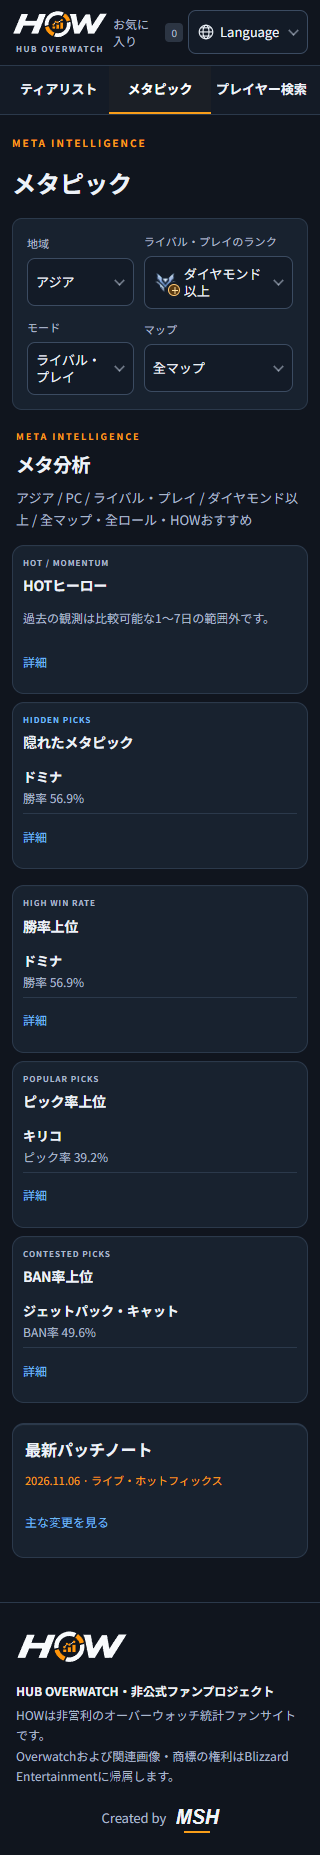 HOW
HUB OVERWATCH
お気に
入り
0
Language
ティアリスト
メタピック
プレイヤー検索
META INTELLIGENCE
メタピック
地域
ライバル・プレイのランク
アジア
ダイヤモンド
以上
モード
マップ
ライバル・
プレイ
全マップ
META INTELLIGENCE
メタ分析
アジア / PC / ライバル・プレイ / ダイヤモンド以
上 / 全マップ・全ロール・HOWおすすめ
HOT / MOMENTUM
HOTヒーロー
過去の観測は比較可能な1〜7日の範囲外です。
詳細
HIDDEN PICKS
隠れたメタピック
ドミナ
勝率 56.9%
詳細
HIGH WIN RATE
勝率上位
ドミナ
勝率 56.9%
詳細
POPULAR PICKS
ピック率上位
キリコ
ピック率 39.2%
詳細
CONTESTED PICKS
BAN率上位
ジェットパック・キャット
BAN率 49.6%
詳細
最新パッチノート
2026.11.06 · ライブ・ホットフィックス
主な変更を見る
HOW
HUB OVERWATCH・非公式ファンプロジェクト
HOWは非営利のオーバーウォッチ統計ファンサイト
です。
Overwatchおよび関連画像・商標の権利はBlizzard
Entertainmentに帰属します。
Created by MSH